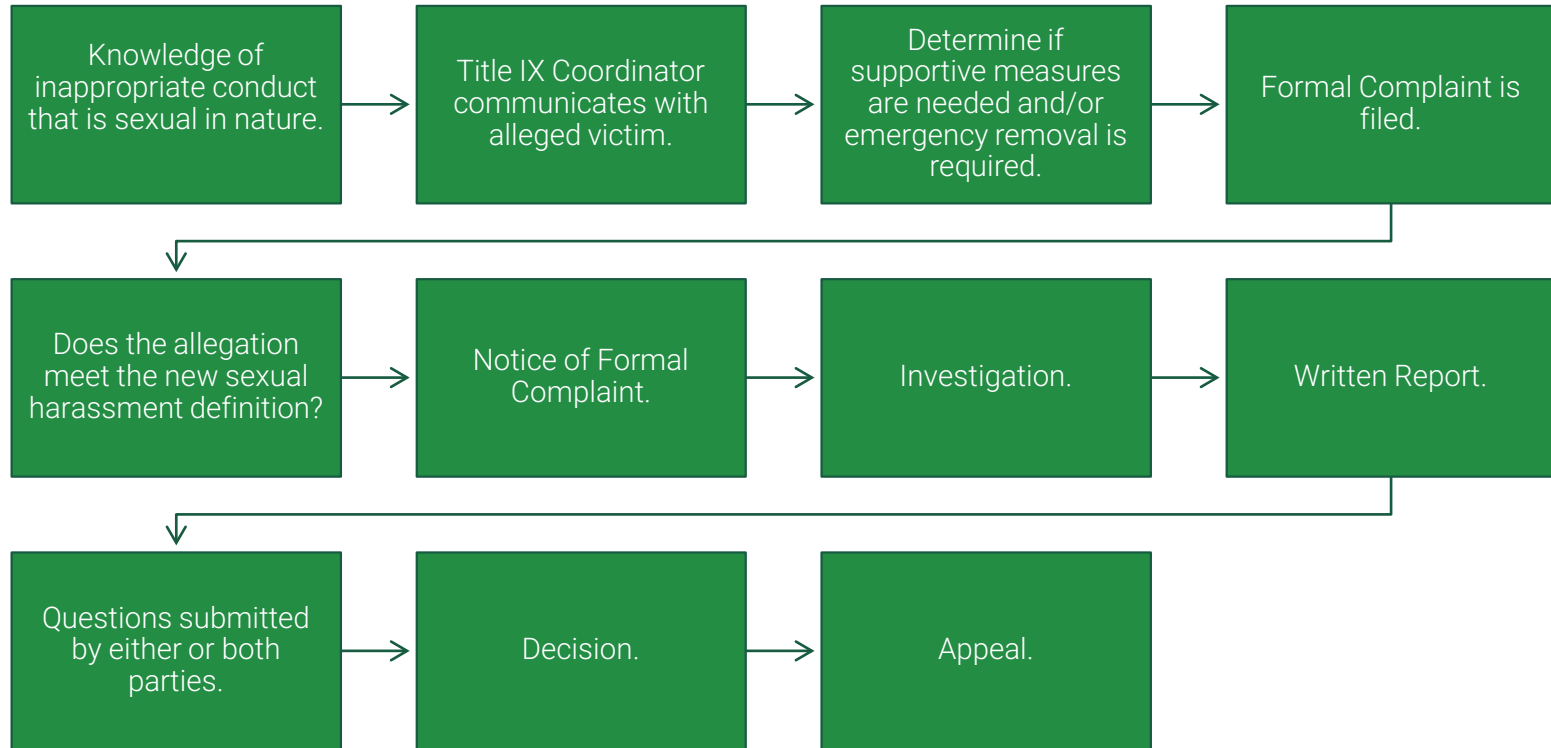 Knowledge of
inappropriate conduct
that is sexual in nature.
Title IX Coordinator
communicates with
alleged victim.
Determine if
supportive measures
are needed and/or
emergency removal is
required.
Formal Complaint is
filed.
Does the allegation
meet the new sexual
harassment definition?
Notice of Formal
Complaint.
Investigation.
Written Report.
Questions submitted
by either or both
parties.
Decision.
Appeal.